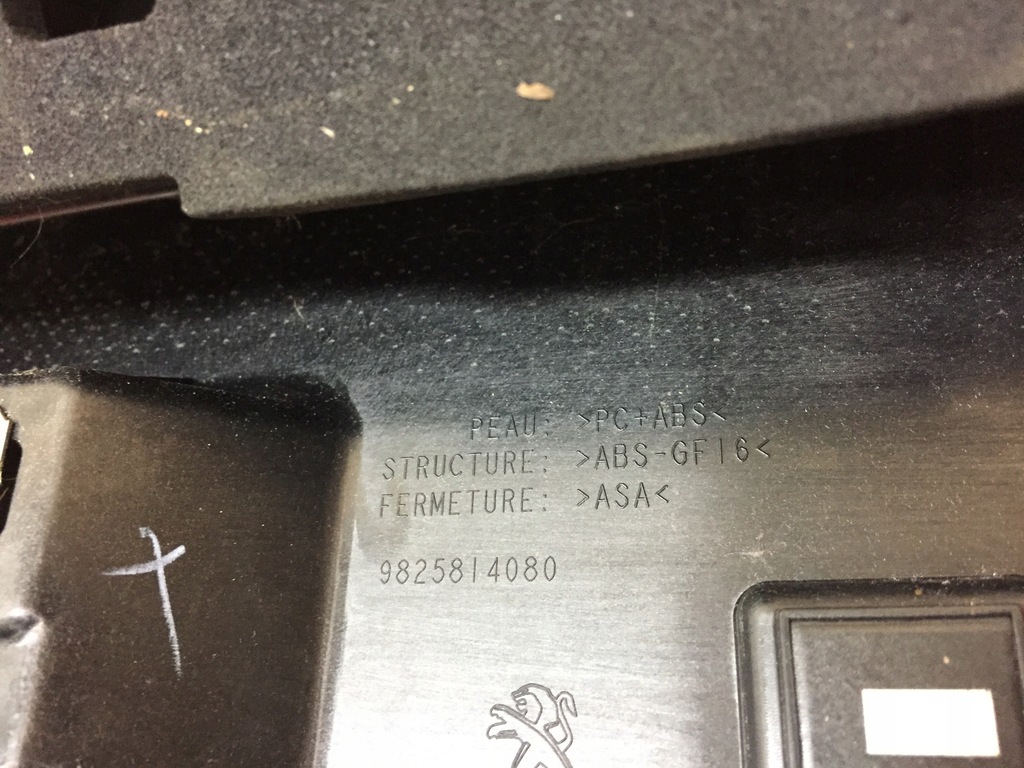 PEAU: >PC+ABS<
STRUCTURE: >ABS-GF16<
FERMETURE: >ASA<
9825814080